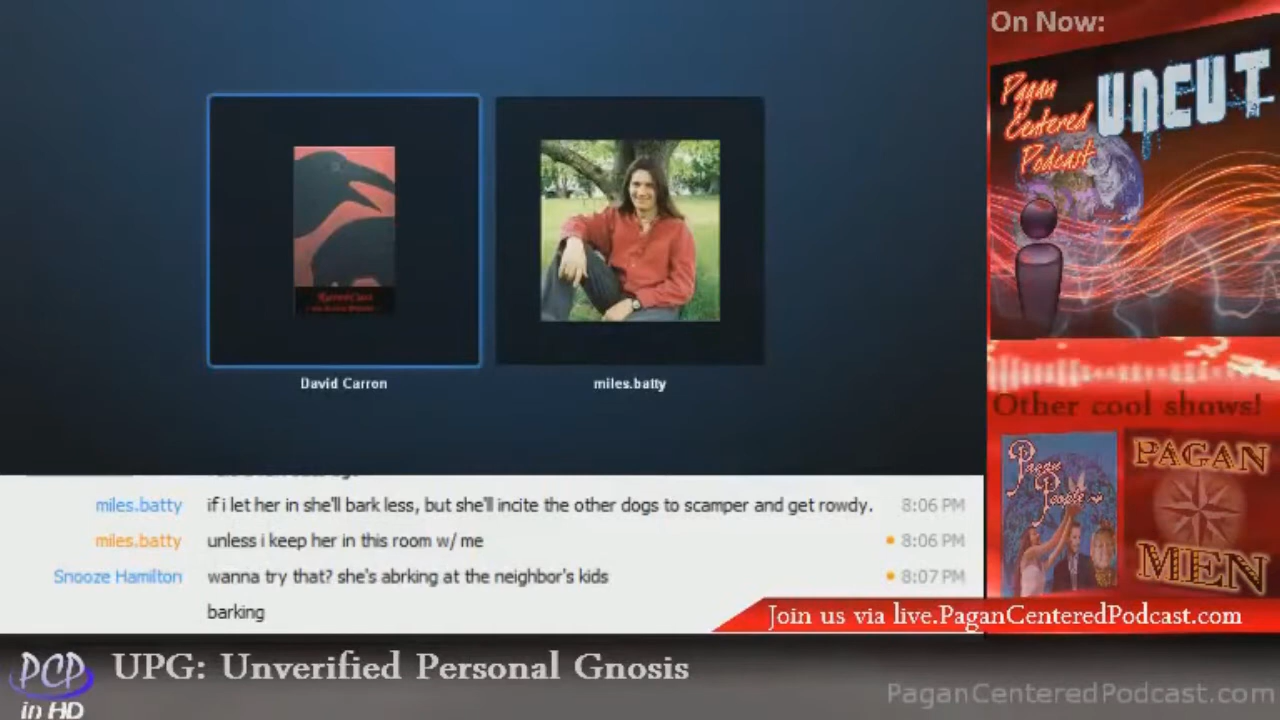 On Now:
Pagan
Centered
Podcast
UNCUT
David Carron
miles.batty
miles.batty if i let her in she'll bark less, but she'll incite the other dogs to scamper and get rowdy. 8:06 PM
miles.batty unless i keep her in this room w/ me 8:06 PM
Snooze Hamilton wanna try that? she's abrking at the neighbor's kids 8:07 PM
barking
Other cool shows!
Pagan
People
PAGAN
MEN
Join us via live.PaganCenteredPodcast.com
PCP
in HD
UPG: Unverified Personal Gnosis
PaganCenteredPodcast.com